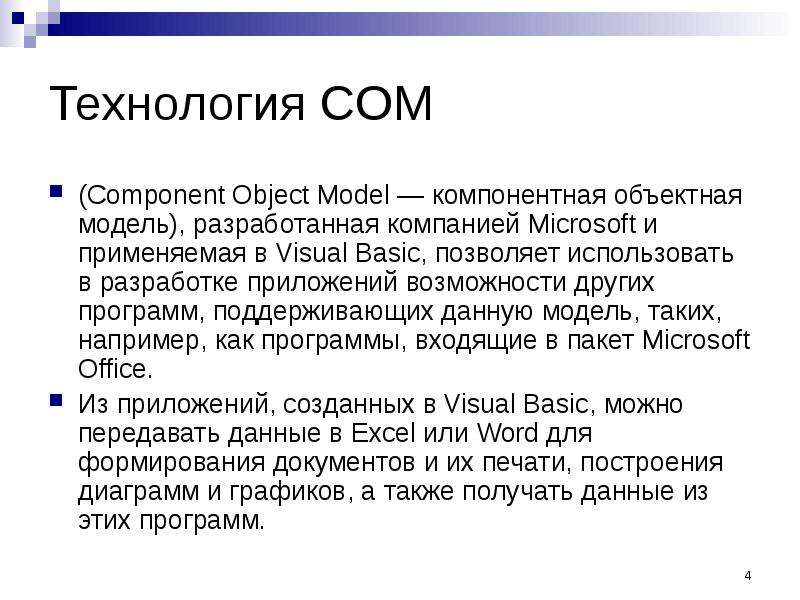 Технология COM
(Component Object Model — компонентная объектная
модель), разработанная компанией Microsoft и
применяемая в Visual Basic, позволяет использовать
в разработке приложений возможности других
программ, поддерживающих данную модель, таких,
например, как программы, входящие в пакет Microsoft
Office.
Из приложений, созданных в Visual Basic, можно
передавать данные в Excel или Word для
формирования документов и их печати, построения
диаграмм и графиков, а также получать данные из
этих программ.
4